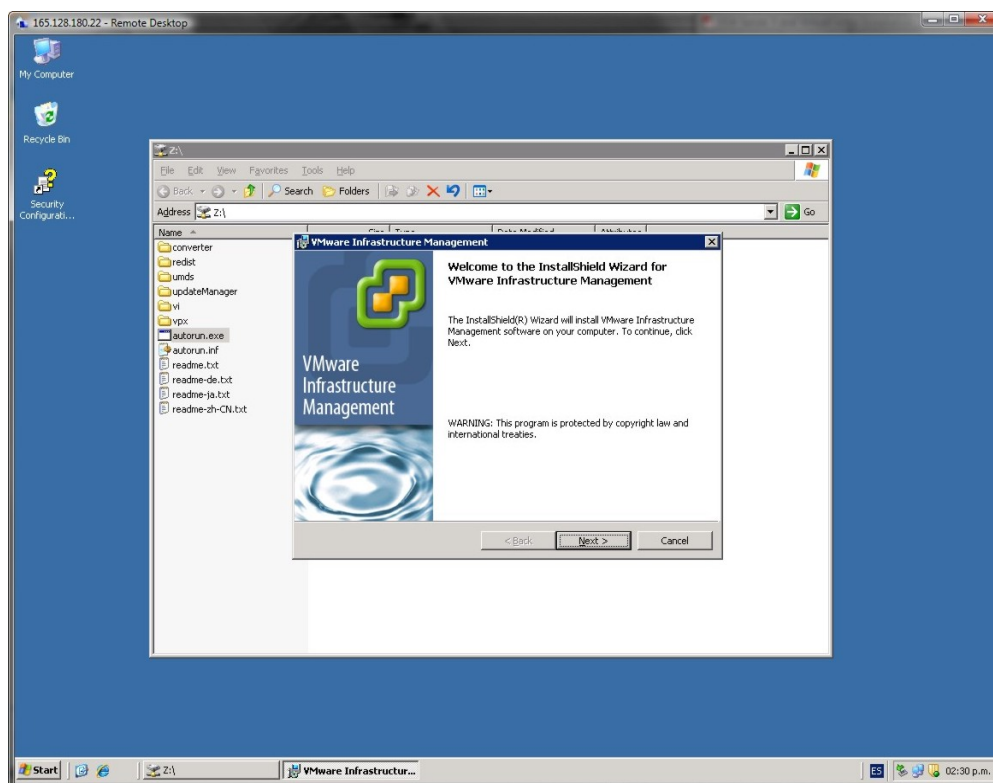 165.128.180.22 - Remote Desktop
My Computer
Recycle Bin
Security
Configurati...
Z:\
File Edit View Favorites Tools Help
Back Search Folders
Address Z:\ Go
Name Size Type Date Modified Attributes
converter
redist
umds
updateManager
vi
vpx
autorun.exe
autorun.inf
readme.txt
readme-de.txt
readme-ja.txt
readme-zh-CN.txt
VMware Infrastructure Management
Welcome to the InstallShield Wizard for
VMware Infrastructure Management
The InstallShield(R) Wizard will install VMware Infrastructure
Management software on your computer. To continue, click
Next.
VMware
Infrastructure
Management
WARNING: This program is protected by copyright law and
international treaties.
< Back Next > Cancel
Start Z:\ VMware Infrastructur... ES 02:30 p.m.